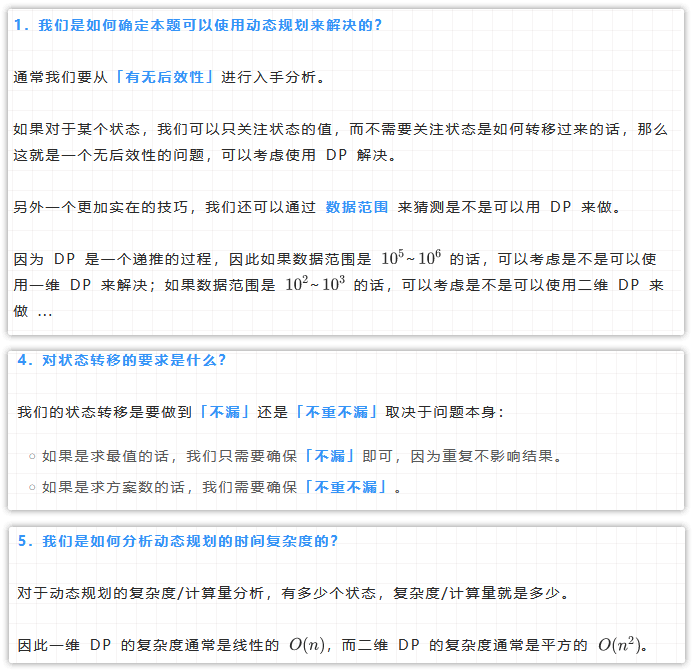 1. 我们是如何确定本题可以使用动态规划来解决的?
通常我们要从「有无后效性」进行入手分析。
如果对于某个状态，我们可以只关注状态的值，而不需要关注状态是如何转移过来的话，那么
这就是一个无后效性的问题，可以考虑使用 DP 解决。
另外一个更加实在的技巧，我们还可以通过 数据范围 来猜测是不是可以用 DP 来做。
因为 DP 是一个递推的过程，因此如果数据范围是 10⁵~10⁶ 的话，可以考虑是不是可以使
用一维 DP 来解决；如果数据范围是 10²~10³ 的话，可以考虑是不是可以使用二维 DP 来
做 ...
4. 对状态转移的要求是什么?
我们的状态转移是要做到「不漏」还是「不重不漏」取决于问题本身：
如果是求最值的话，我们只需要确保「不漏」即可，因为重复不影响结果。
如果是求方案数的话，我们需要确保「不重不漏」。
5. 我们是如何分析动态规划的时间复杂度的?
对于动态规划的复杂度/计算量分析，有多少个状态，复杂度/计算量就是多少。
因此一维 DP 的复杂度通常是线性的 O(n)，而二维 DP 的复杂度通常是平方的 O(n²)。